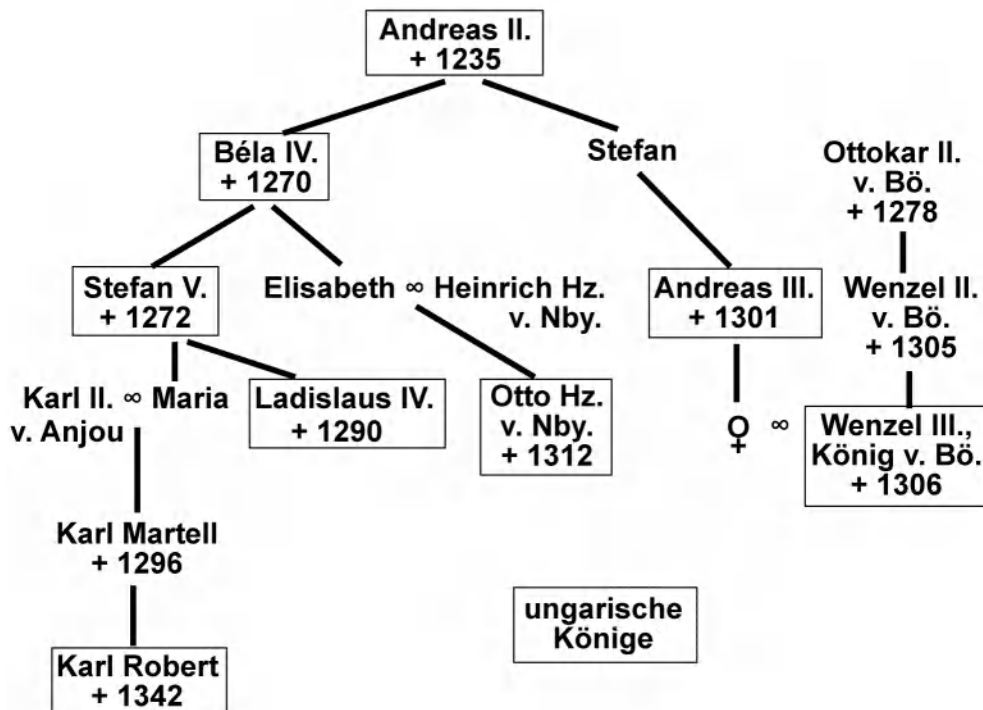 Andreas II.
+ 1235
Béla IV.
+ 1270
Stefan
Ottokar II.
v. Bö.
+ 1278
Stefan V.
+ 1272
Elisabeth ∞ Heinrich Hz.
v. Nby.
Andreas III.
+ 1301
Wenzel II.
v. Bö.
+ 1305
Karl II. ∞ Maria
v. Anjou
Ladislaus IV.
+ 1290
Otto Hz.
v. Nby.
+ 1312
♀ ∞
Wenzel III.,
König v. Bö.
+ 1306
Karl Martell
+ 1296
ungarische
Könige
Karl Robert
+ 1342